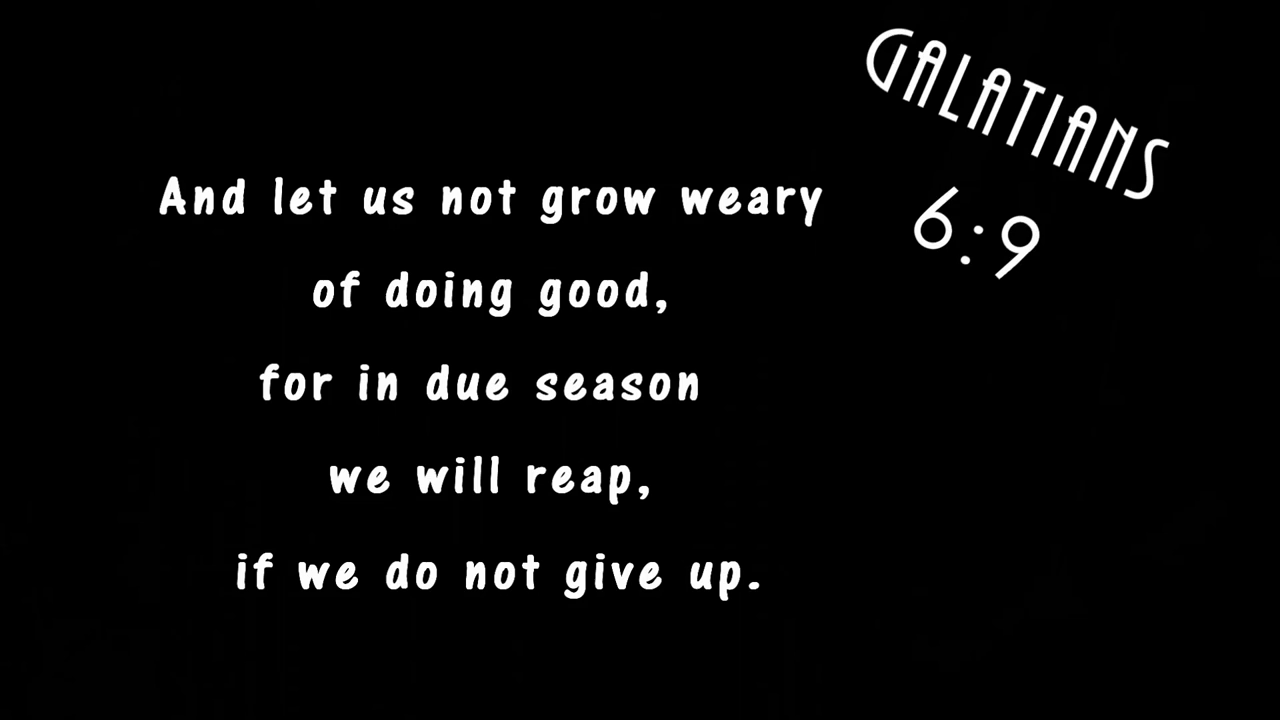 GALATIANS
6:9
And let us not grow weary
of doing good,
for in due season
we will reap,
if we do not give up.